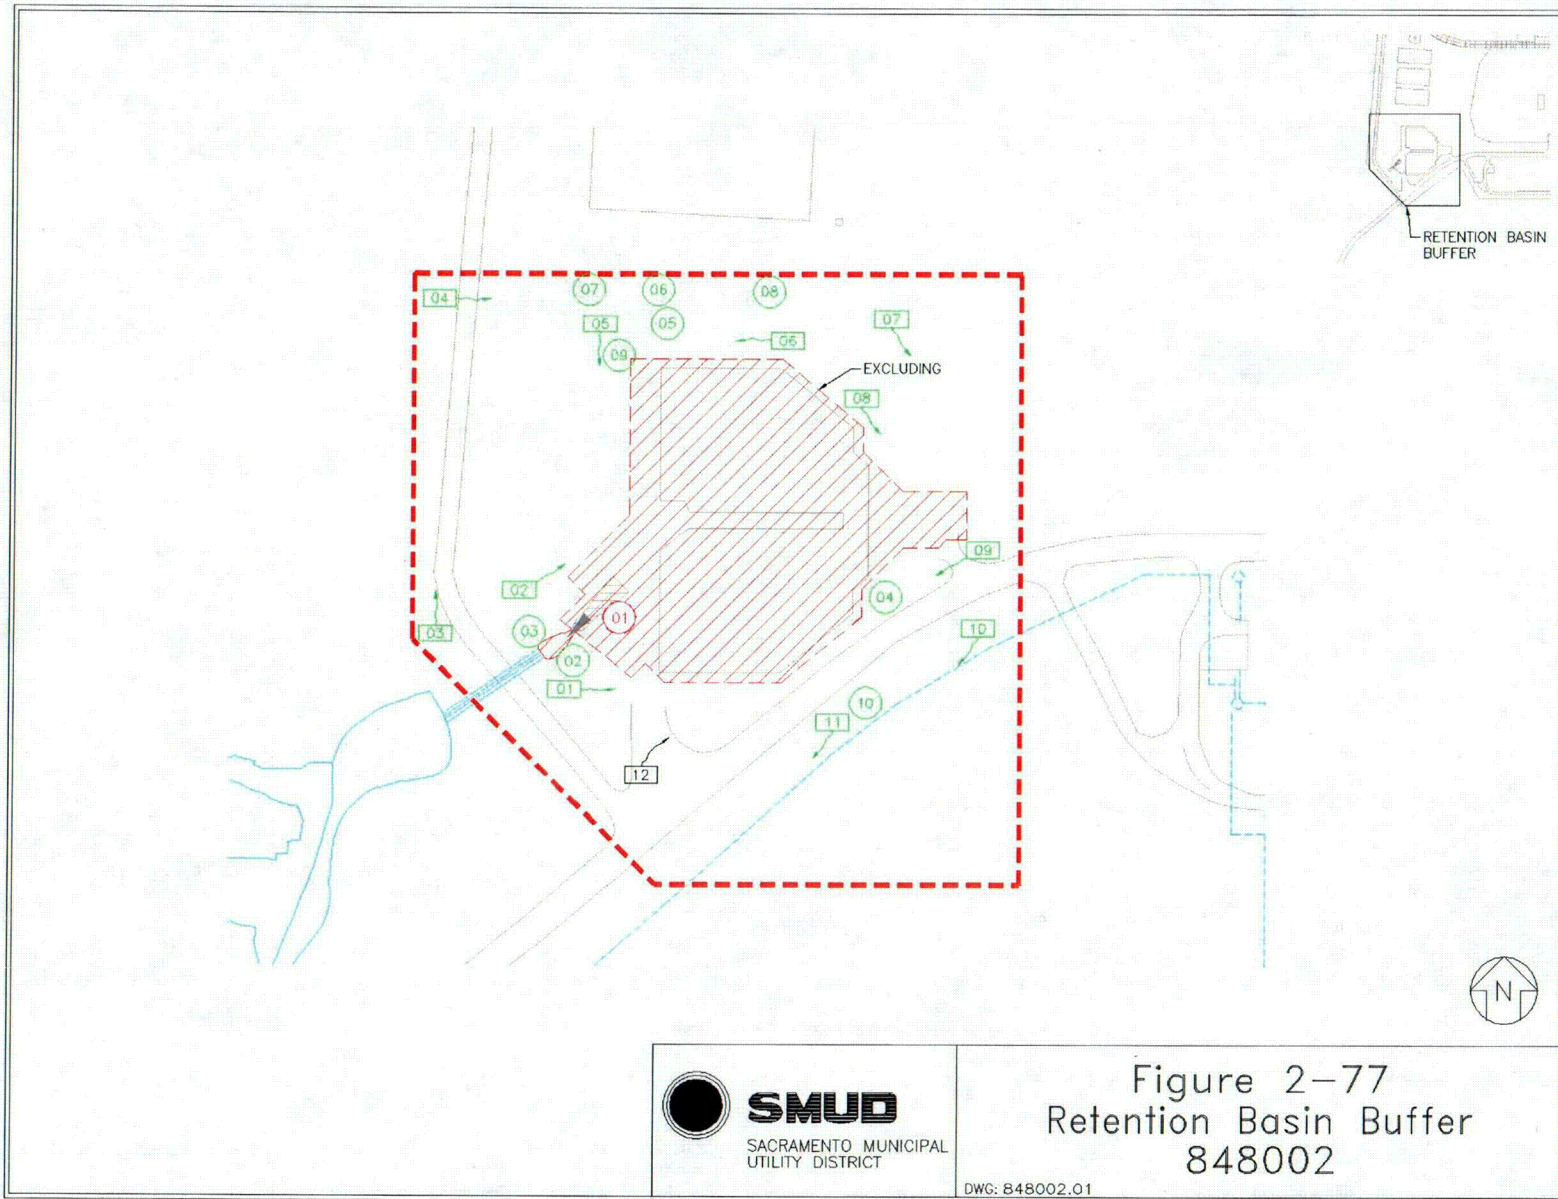 RETENTION BASIN
BUFFER
04
07
06
08
05
05
07
06
09
EXCLUDING
08
09
02
04
01
03
03
10
02
01
10
11
12
N
SMUD
SACRAMENTO MUNICIPAL
UTILITY DISTRICT
Figure 2-77
Retention Basin Buffer
848002
DWG: 848002.01